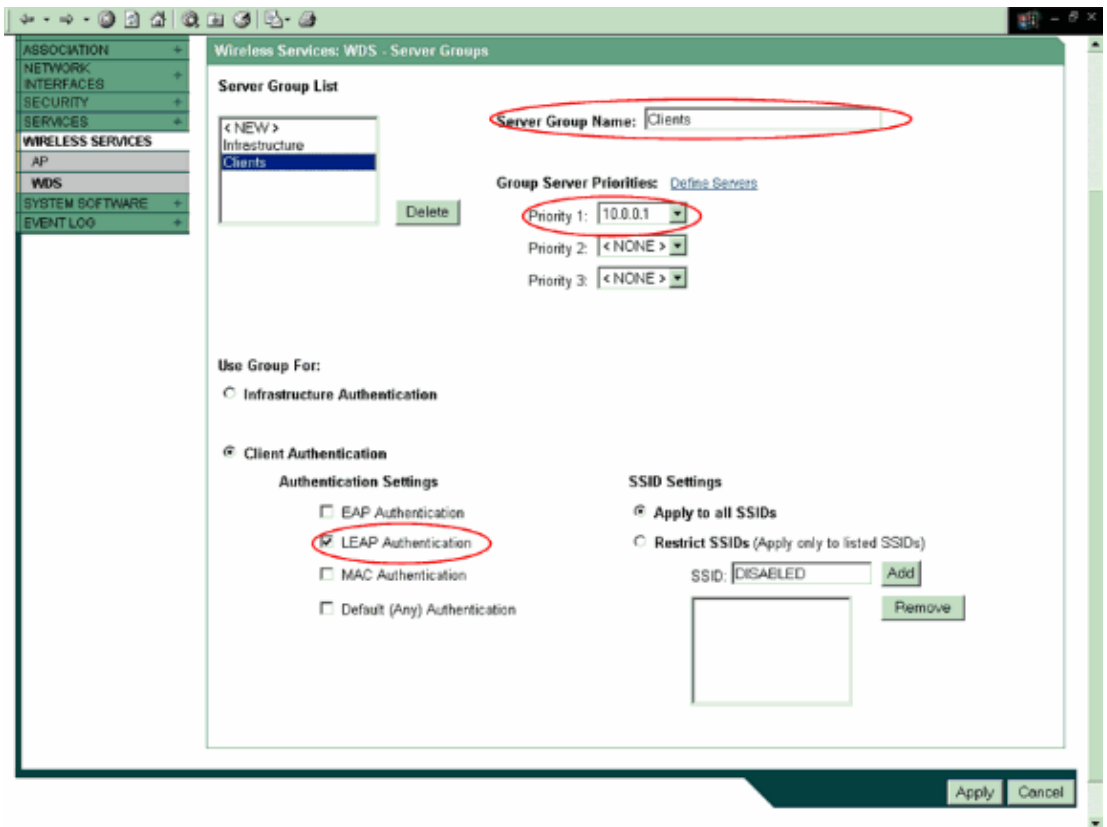 ASSOCIATION +
NETWORK
INTERFACES +
SECURITY +
SERVICES +
WIRELESS SERVICES
AP
WDS
SYSTEM SOFTWARE +
EVENT LOG +
Wireless Services: WDS - Server Groups
Server Group List
< NEW >
Infrastructure
Clients
Delete
Server Group Name: Clients
Group Server Priorities: Define Servers
Priority 1: 10.0.0.1
Priority 2: < NONE >
Priority 3: < NONE >
Use Group For:
Infrastructure Authentication
Client Authentication
Authentication Settings
EAP Authentication
LEAP Authentication
MAC Authentication
Default (Any) Authentication
SSID Settings
Apply to all SSIDs
Restrict SSIDs (Apply only to listed SSIDs)
SSID: DISABLED Add
Remove
Apply Cancel